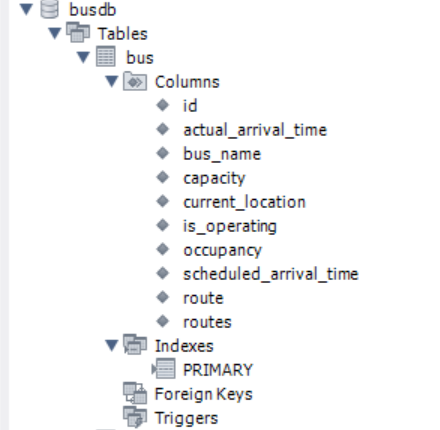 busdb
Tables
bus
Columns
id
actual_arrival_time
bus_name
capacity
current_location
is_operating
occupancy
scheduled_arrival_time
route
routes
Indexes
PRIMARY
Foreign Keys
Triggers